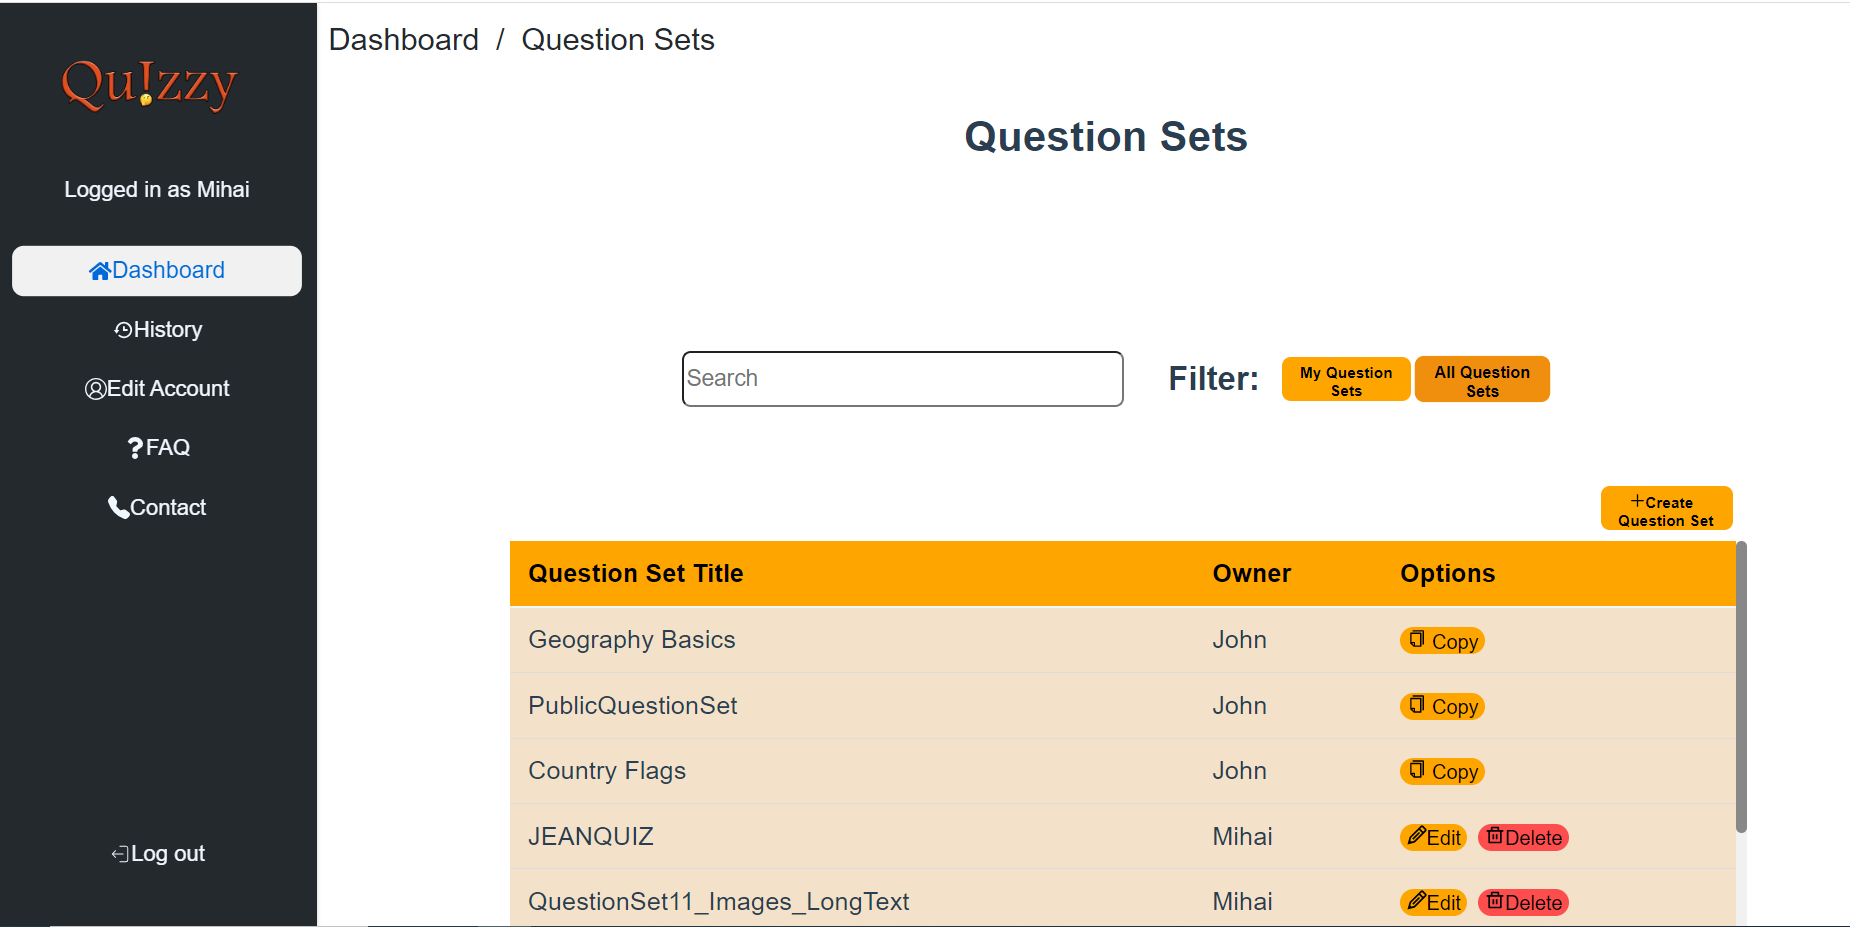 Qu!zzy
Logged in as Mihai
Dashboard
History
Edit Account
FAQ
Contact
Log out
Dashboard / Question Sets
Question Sets
Search
Filter:
My Question
Sets
All Question
Sets
+Create
Question Set
Question Set Title Owner Options
Geography Basics John Copy
PublicQuestionSet John Copy
Country Flags John Copy
JEANQUIZ Mihai Edit Delete
QuestionSet11_Images_LongText Mihai Edit Delete